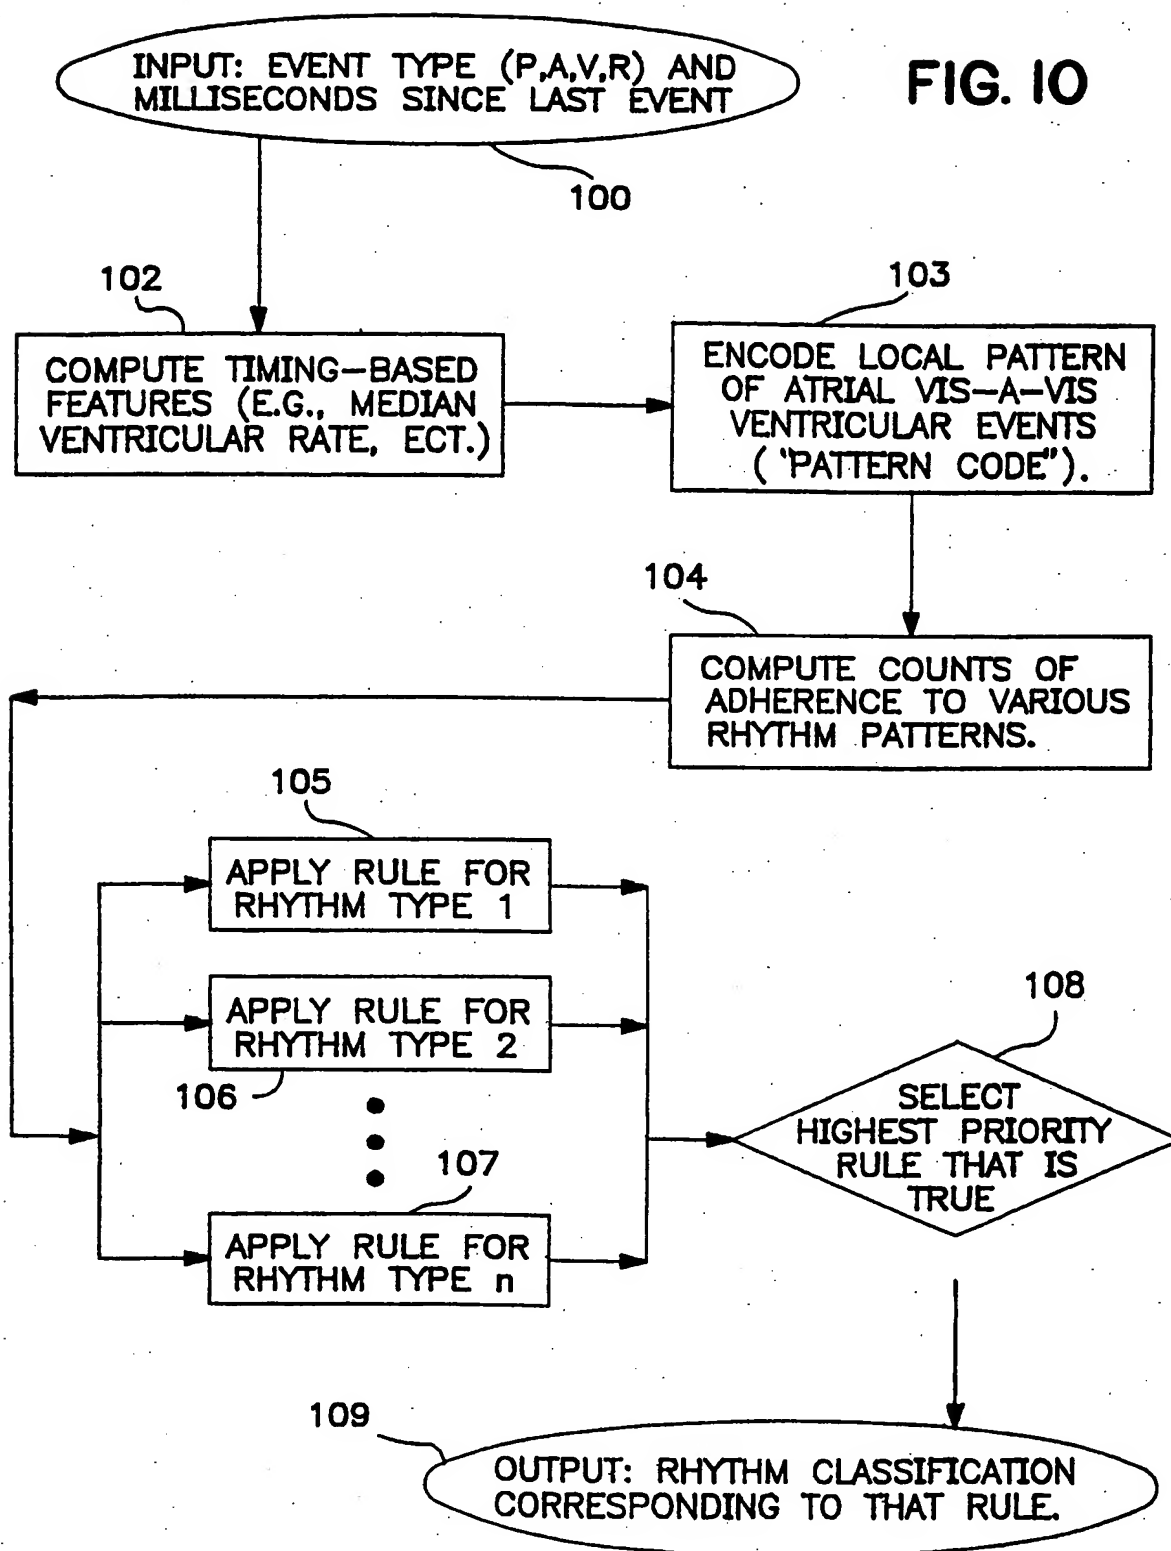 INPUT: EVENT TYPE (P,A,V,R) AND
MILLISECONDS SINCE LAST EVENT
FIG. 10
100
102
COMPUTE TIMING-BASED
FEATURES (E.G., MEDIAN
VENTRICULAR RATE, ECT.)
103
ENCODE LOCAL PATTERN
OF ATRIAL VIS-A-VIS
VENTRICULAR EVENTS
("PATTERN CODE").
104
COMPUTE COUNTS OF
ADHERENCE TO VARIOUS
RHYTHM PATTERNS.
105
APPLY RULE FOR
RHYTHM TYPE 1
APPLY RULE FOR
RHYTHM TYPE 2
106
107
APPLY RULE FOR
RHYTHM TYPE n
108
SELECT
HIGHEST PRIORITY
RULE THAT IS
TRUE
109
OUTPUT: RHYTHM CLASSIFICATION
CORRESPONDING TO THAT RULE.